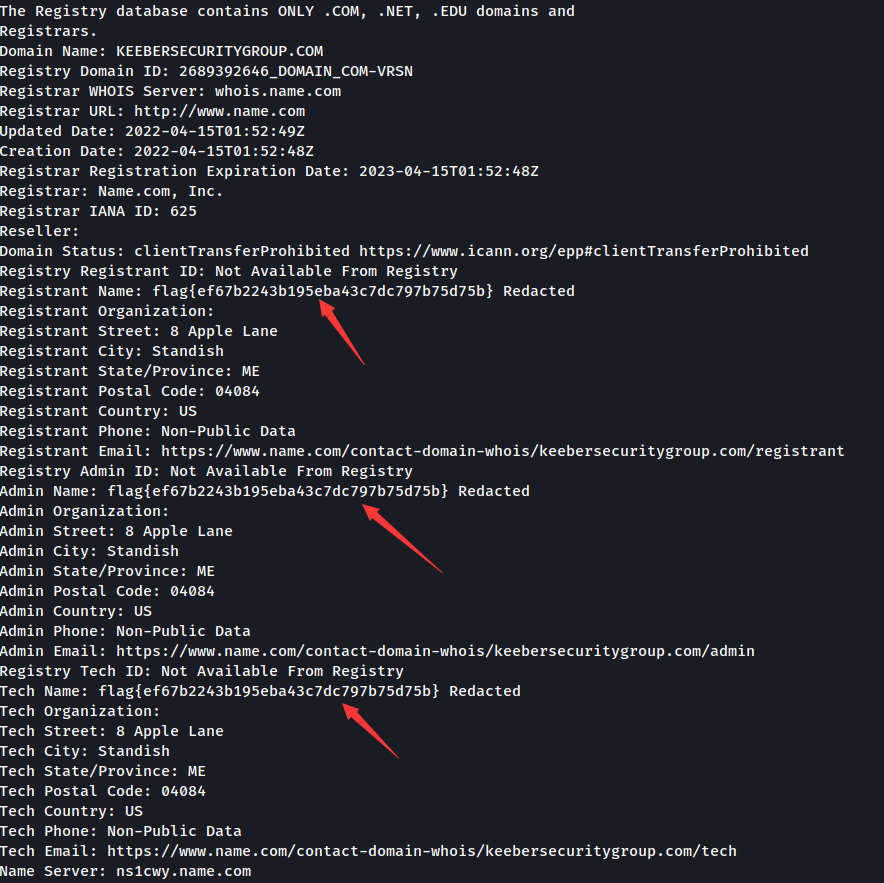 The Registry database contains ONLY .COM, .NET, .EDU domains and
Registrars.
Domain Name: KEEBERSECURITYGROUP.COM
Registry Domain ID: 2689392646_DOMAIN_COM-VRSN
Registrar WHOIS Server: whois.name.com
Registrar URL: http://www.name.com
Updated Date: 2022-04-15T01:52:49Z
Creation Date: 2022-04-15T01:52:48Z
Registrar Registration Expiration Date: 2023-04-15T01:52:48Z
Registrar: Name.com, Inc.
Registrar IANA ID: 625
Reseller:
Domain Status: clientTransferProhibited https://www.icann.org/epp#clientTransferProhibited
Registry Registrant ID: Not Available From Registry
Registrant Name: flag{ef67b2243b195eba43c7dc797b75d75b} Redacted
Registrant Organization:
Registrant Street: 8 Apple Lane
Registrant City: Standish
Registrant State/Province: ME
Registrant Postal Code: 04084
Registrant Country: US
Registrant Phone: Non-Public Data
Registrant Email: https://www.name.com/contact-domain-whois/keebersecuritygroup.com/registrant
Registry Admin ID: Not Available From Registry
Admin Name: flag{ef67b2243b195eba43c7dc797b75d75b} Redacted
Admin Organization:
Admin Street: 8 Apple Lane
Admin City: Standish
Admin State/Province: ME
Admin Postal Code: 04084
Admin Country: US
Admin Phone: Non-Public Data
Admin Email: https://www.name.com/contact-domain-whois/keebersecuritygroup.com/admin
Registry Tech ID: Not Available From Registry
Tech Name: flag{ef67b2243b195eba43c7dc797b75d75b} Redacted
Tech Organization:
Tech Street: 8 Apple Lane
Tech City: Standish
Tech State/Province: ME
Tech Postal Code: 04084
Tech Country: US
Tech Phone: Non-Public Data
Tech Email: https://www.name.com/contact-domain-whois/keebersecuritygroup.com/tech
Name Server: ns1cwy.name.com